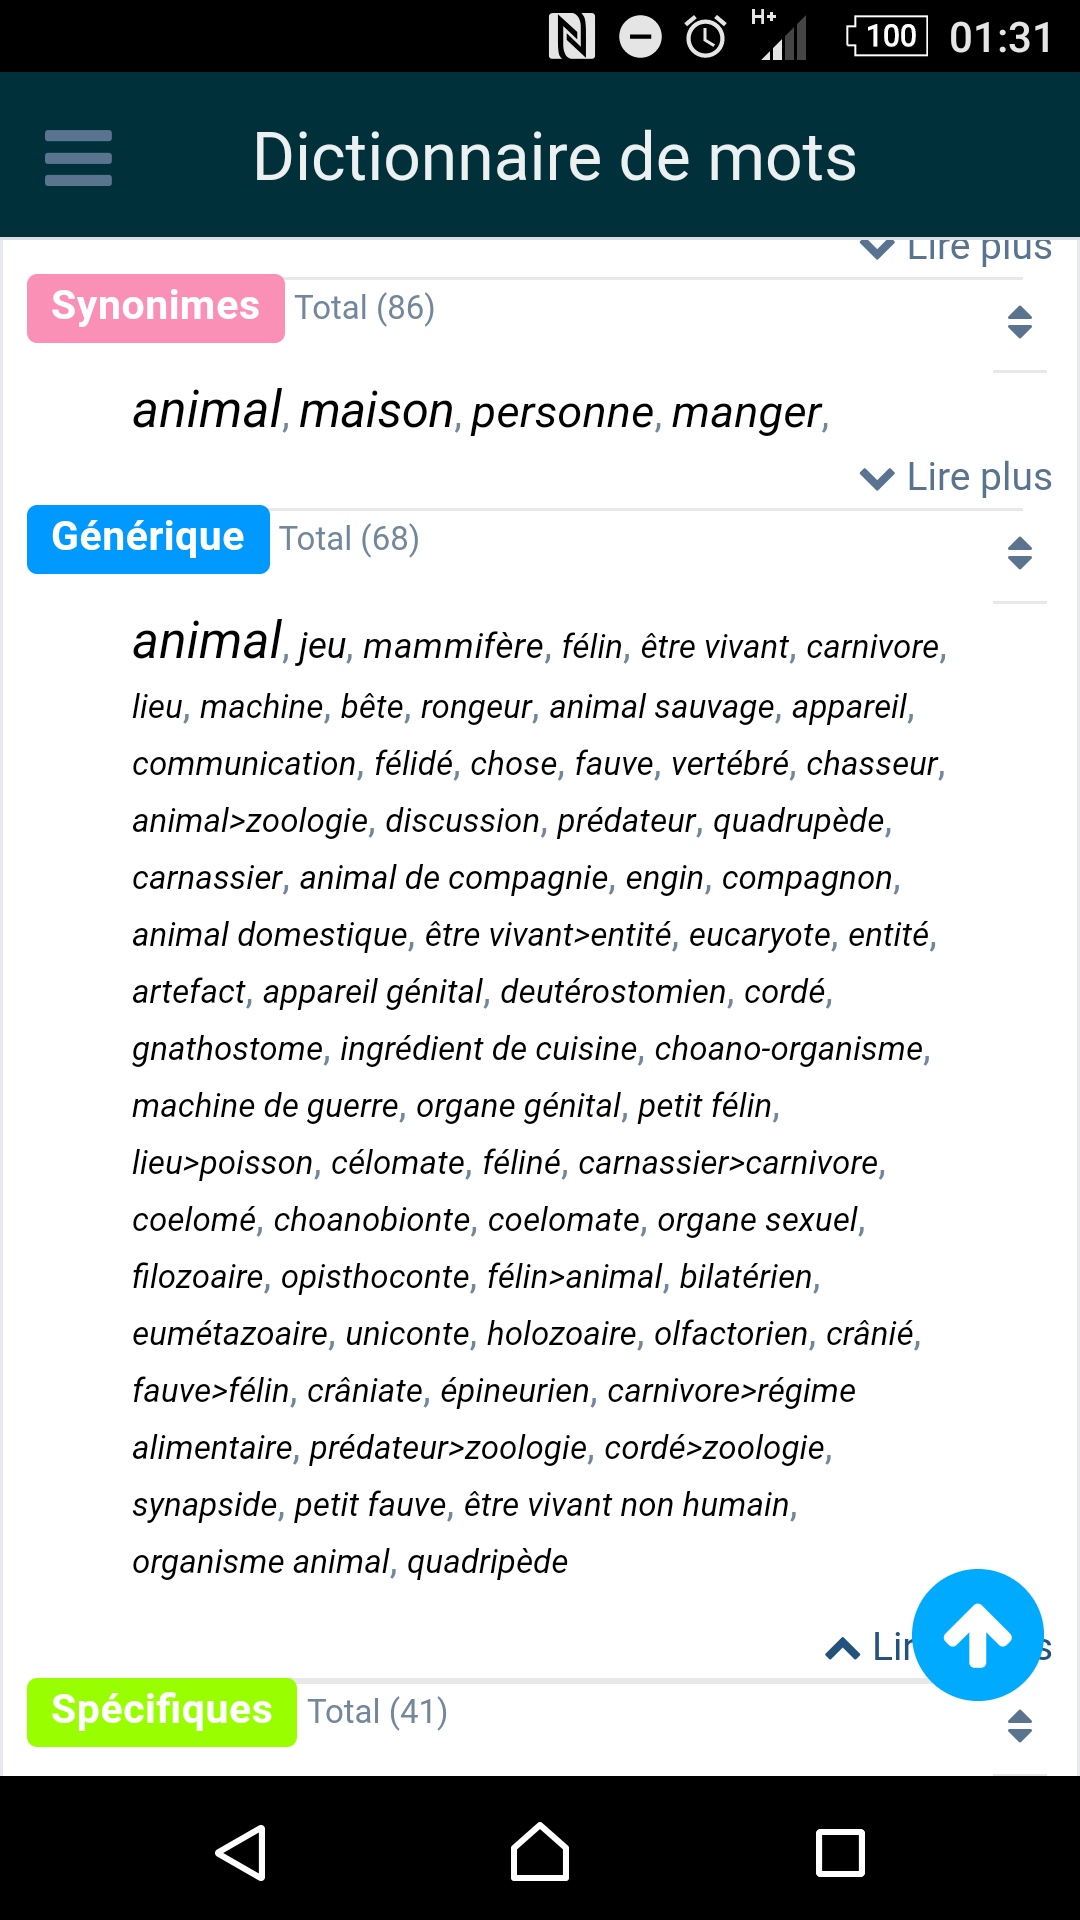 H+ 100 01:31
Dictionnaire de mots
Lire plus
Synonimes Total (86)
animal, maison, personne, manger,
Lire plus
Générique Total (68)
animal, jeu, mammifère, félin, être vivant, carnivore,
lieu, machine, bête, rongeur, animal sauvage, appareil,
communication, félidé, chose, fauve, vertébré, chasseur,
animal>zoologie, discussion, prédateur, quadrupède,
carnassier, animal de compagnie, engin, compagnon,
animal domestique, être vivant>entité, eucaryote, entité,
artefact, appareil génital, deutérostomien, cordé,
gnathostome, ingrédient de cuisine, choano-organisme,
machine de guerre, organe génital, petit félin,
lieu>poisson, célomate, féliné, carnassier>carnivore,
coelomé, choanobionte, coelomate, organe sexuel,
filozoaire, opisthoconte, félin>animal, bilatérien,
eumétazoaire, uniconte, holozoaire, olfactorien, crânié,
fauve>félin, crâniate, épineurien, carnivore>régime
alimentaire, prédateur>zoologie, cordé>zoologie,
synapside, petit fauve, être vivant non humain,
organisme animal, quadripède
Spécifiques Total (41)